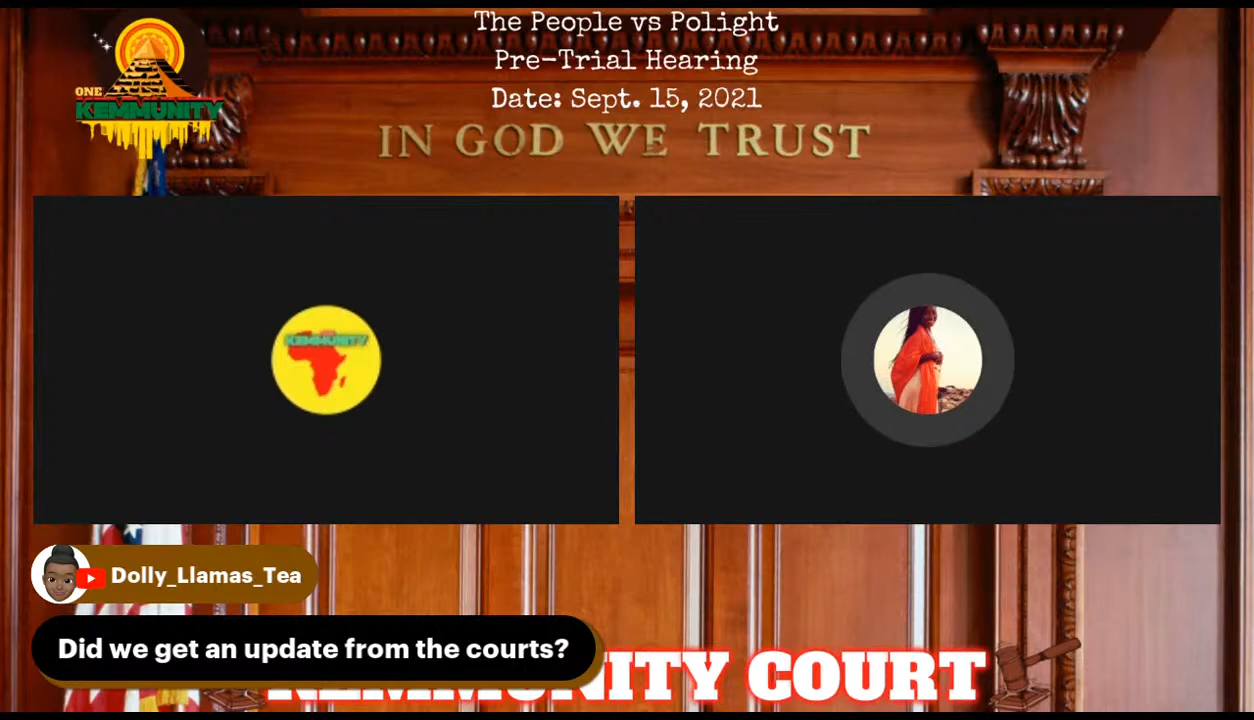 The People vs Polight
Pre-Trial Hearing
Date: Sept. 15, 2021
ONE
KEMMUNITY
IN GOD WE TRUST
KEMMUNITY
Dolly_Llamas_Tea
Did we get an update from the courts?
KEMMUNITY COURT